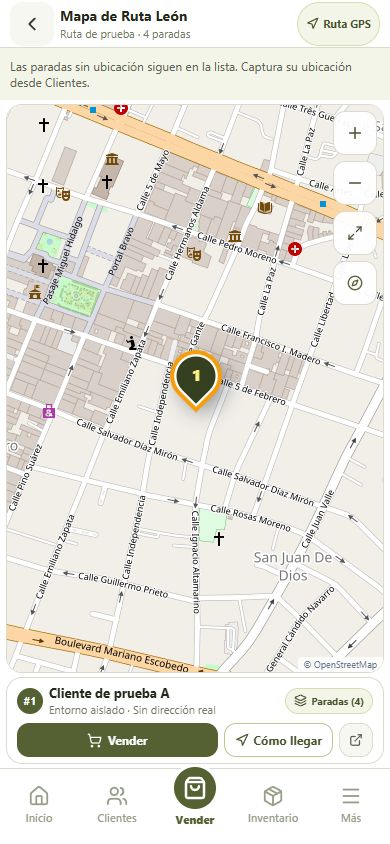 Mapa de Ruta León
Ruta de prueba · 4 paradas
Ruta GPS
Las paradas sin ubicación siguen en la lista. Captura su ubicación
desde Clientes.
Calle Tres Gue
Calle La Paz
Calle 5 de Mayo
Calle Hermanos Aldama
Pasaje Miguel Hidalgo
Portal Bravo
Calle Pedro Moreno
Calle La Paz
Calle Libertad
Calle Francisco I. Madero
Gante
1
Calle Emiliano Zapata
Calle Independencia
alle 5 de Febrero
ro
Calle Pino Suárez
Calle Salvador Díaz Mirón
Calle Salvador Díaz Mirón
Calle Juan Valle
Calle Rosas Moreno
Calle Emiliano Zapata
Calle Independencia
Calle Ignacio Altamirano
San Juan De
Dios
Calle Guillermo Prieto
General Cándido Navarro
Boulevard Mariano Escobedo
© OpenStreetMap
#1
Cliente de prueba A
Entorno aislado · Sin dirección real
Paradas (4)
Vender
Cómo llegar
Inicio
Clientes
Vender
Inventario
Más